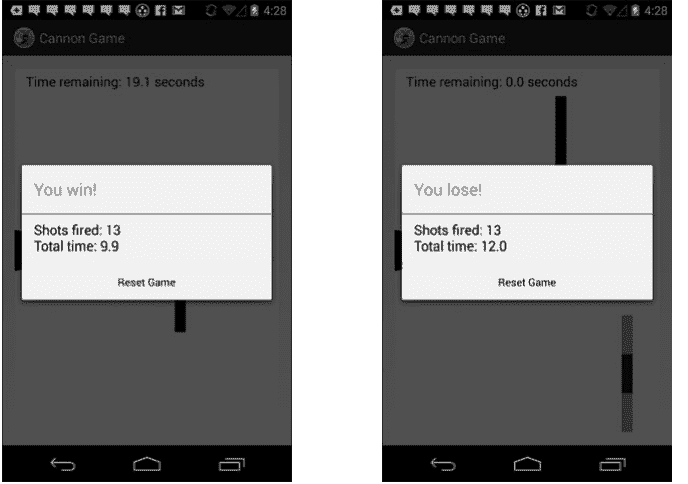 4:28
Cannon Game
Time remaining: 19.1 seconds
You win!
Shots fired: 13
Total time: 9.9
Reset Game
4:28
Cannon Game
Time remaining: 0.0 seconds
You lose!
Shots fired: 13
Total time: 12.0
Reset Game